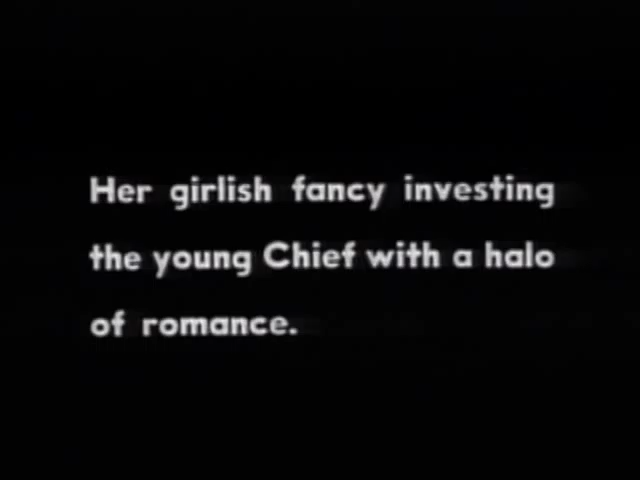 Her girlish fancy investing
the young Chief with a halo
of romance.